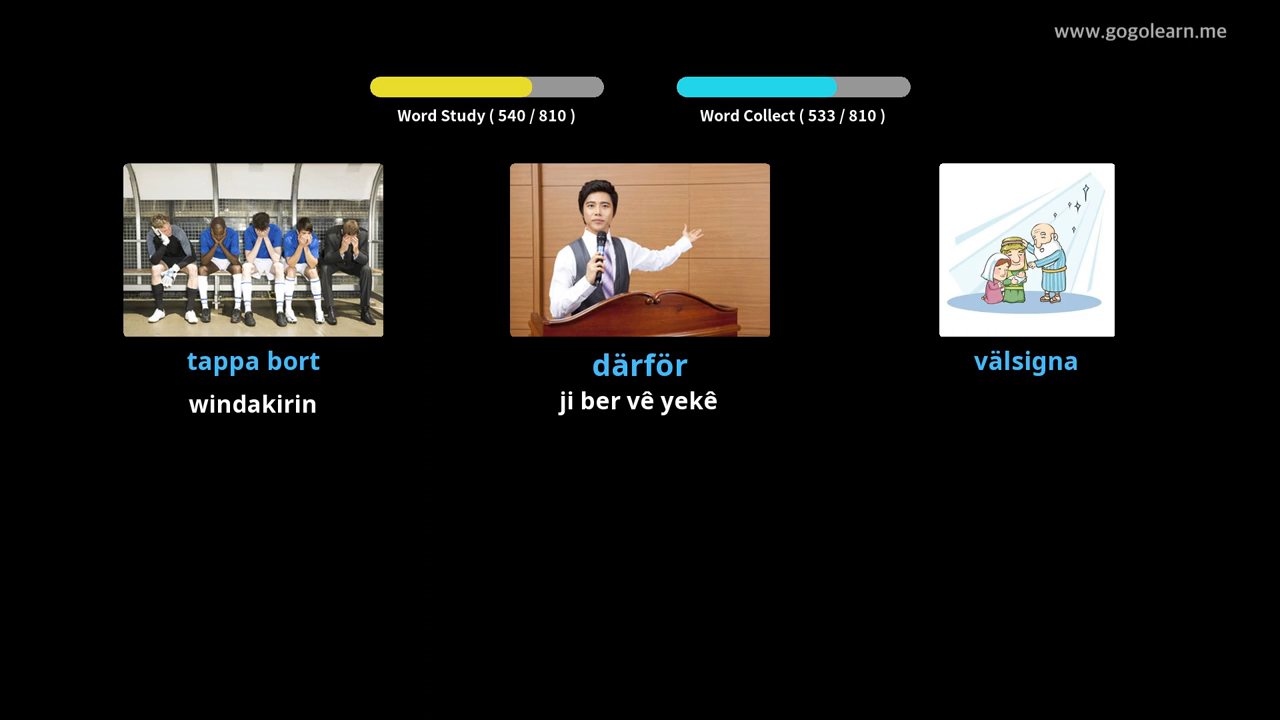 www.gogolearn.me
Word Study ( 540 / 810 )
Word Collect ( 533 / 810 )
tappa bort
windakirin
därför
ji ber vê yekê
välsigna